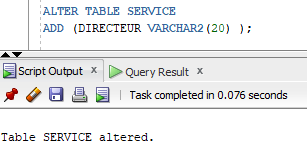 ALTER TABLE SERVICE
ADD (DIRECTEUR VARCHAR2(20) );
Script Output x Query Result x
Task completed in 0.076 seconds
Table SERVICE altered.